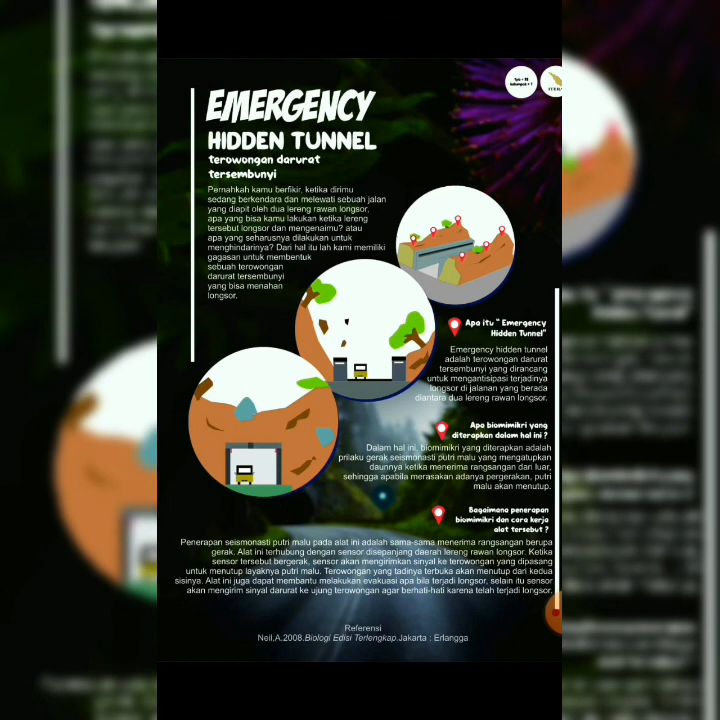 EMERGENCY
HIDDEN TUNNEL
terowongan darurat
tersembunyi
Pernahkah kamu berfikir, ketika dirimu
sedang berkendara dan melewati sebuah jalan
yang diapit oleh dua lereng rawan longsor,
apa yang bisa kamu lakukan ketika lereng
tersebut longsor dan mengenaimu? atau
apa yang seharusnya dilakukan untuk
menghindarinya? Dari hal itu lah kami memiliki
gagasan untuk membentuk
sebuah terowongan
darurat tersembunyi
yang bisa menahan
longsor.
Apa itu " Emergency
Hidden Tunnel"
Emergency hidden tunnel
adalah terowongan darurat
tersembunyi yang dirancang
untuk mengantisipasi terjadinya
longsor di jalanan yang berada
diantara dua lereng rawan longsor.
Apa biomimikri yang
diterapkan dalam hal ini ?
Dalam hal ini, biomimikri yang diterapkan adalah
prilaku gerak seismonasti putri malu yang mengatupkan
daunnya ketika menerima rangsangan dari luar,
sehingga apabila merasakan adanya pergerakan, putri
malu akan menutup.
Bagaimana penerapan
biomimikri dan cara kerja
alat tersebut ?
Penerapan seismonasti putri malu pada alat ini adalah sama-sama menerima rangsangan berupa
gerak. Alat ini terhubung dengan sensor disepanjang daerah lereng rawan longsor. Ketika
sensor tersebut bergerak, sensor akan mengirimkan sinyal ke terowongan yang dipasang
untuk menutup layaknya putri malu. Terowongan yang tadinya terbuka akan menutup dari kedua
sisinya. Alat ini juga dapat membantu melakukan evakuasi apa bila terjadi longsor, selain itu sensor
akan mengirim sinyal darurat ke ujung terowongan agar berhati-hati karena telah terjadi longsor.
Referensi
Neil,A.2008.Biologi Edisi Terlengkap.Jakarta : Erlangga